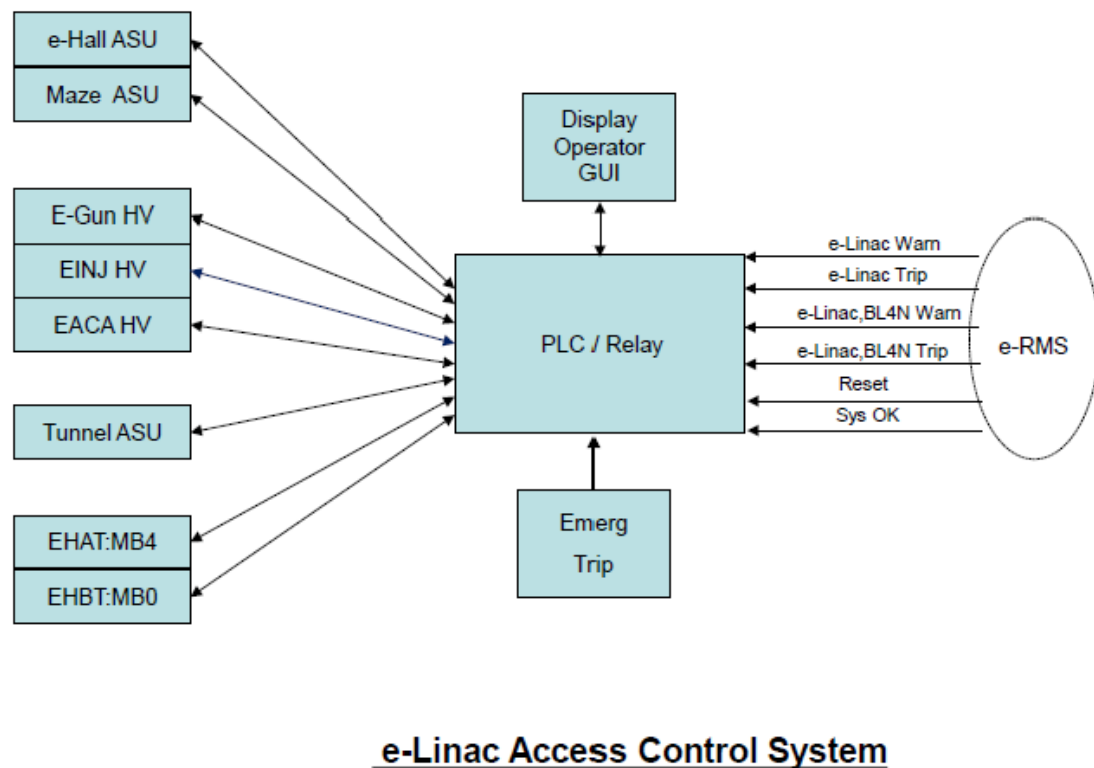 e-Hall ASU
Maze ASU
E-Gun HV
EINJ HV
EACA HV
Tunnel ASU
EHAT:MB4
EHBT:MB0
Display
Operator
GUI
PLC / Relay
Emerg
Trip
e-Linac Warn
e-Linac Trip
e-Linac,BL4N Warn
e-Linac,BL4N Trip
Reset
Sys OK
e-RMS
e-Linac Access Control System